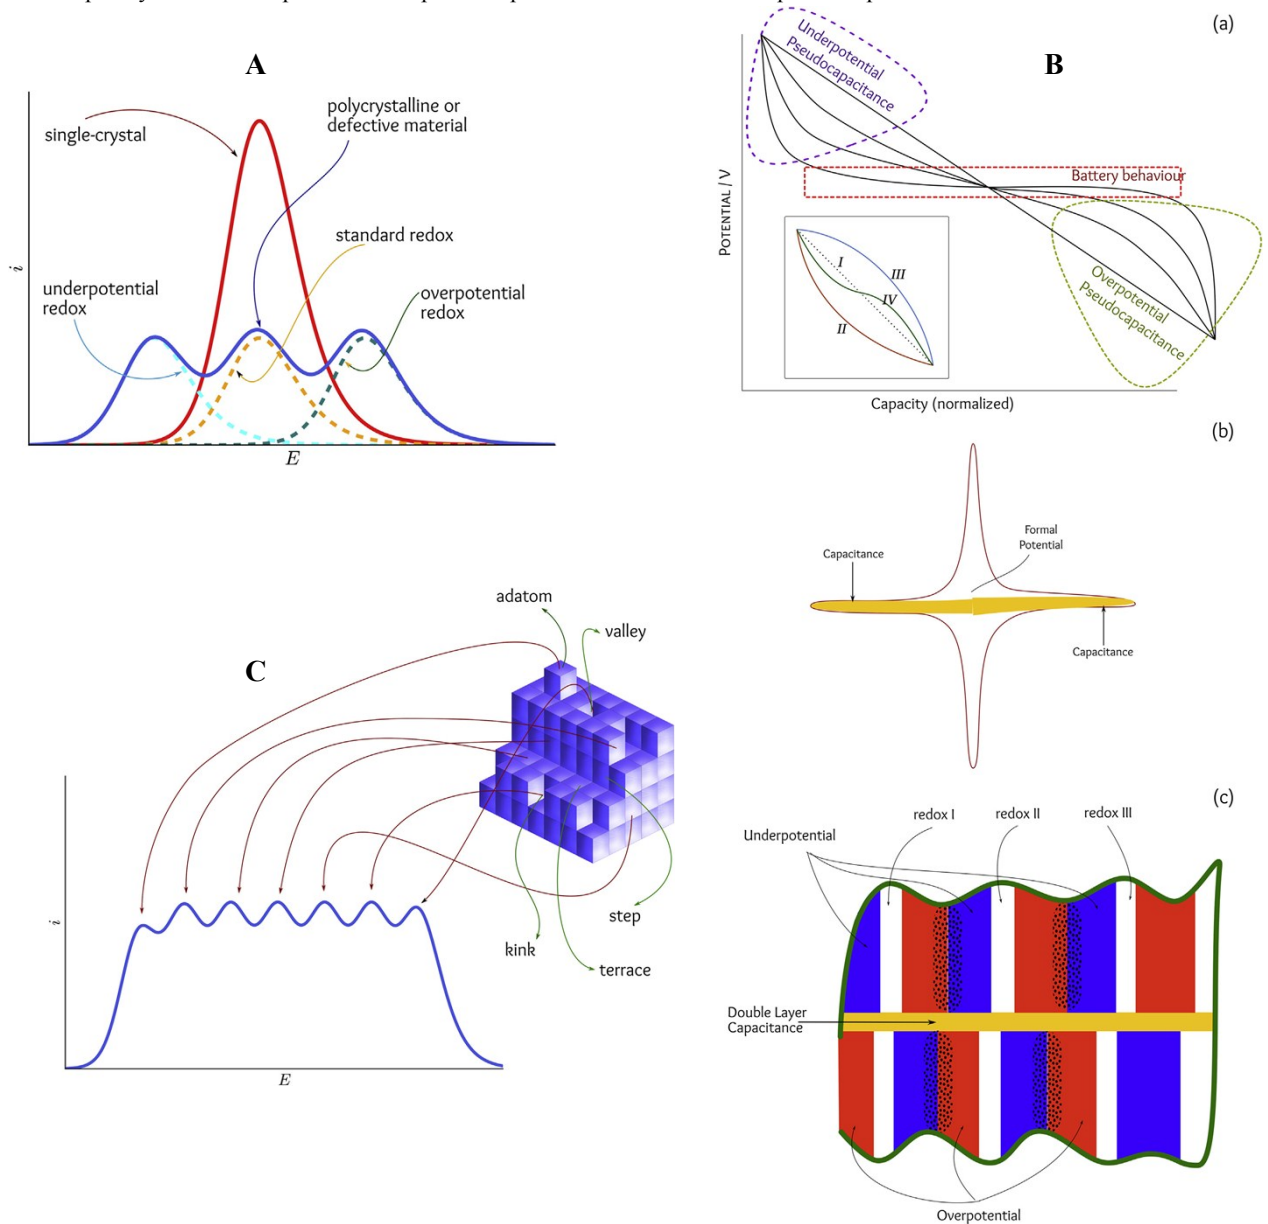 A
single-crystal
polycrystalline or
defective material
standard redox
underpotential
redox
overpotential
redox
i
E
(a)
B
Underpotential
Pseudocapacitance
Battery behaviour
Overpotential
Pseudocapacitance
POTENTIAL / V
I
II
III
IV
Capacity (normalized)
(b)
Formal
Potential
Capacitance
Capacitance
C
adatom
valley
step
kink
terrace
i
E
(c)
redox I
redox II
redox III
Underpotential
Double Layer
Capacitance
Overpotential